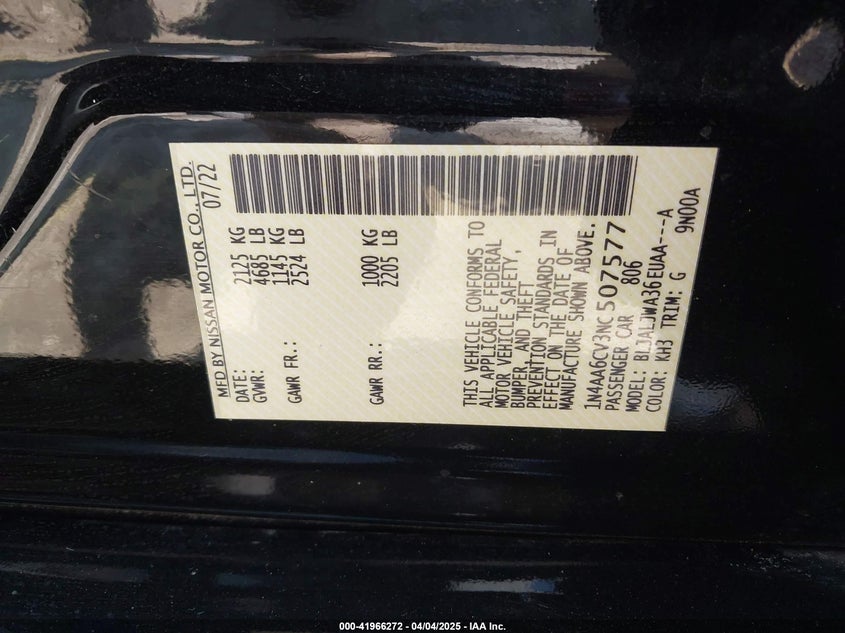 MFD BY NISSAN MOTOR CO., LTD.
DATE: 07/22
GVWR: 2125 KG
4685 LB
GAWR FR.: 1145 KG
2524 LB
GAWR RR.: 1000 KG
2205 LB
THIS VEHICLE CONFORMS TO
ALL APPLICABLE FEDERAL
MOTOR VEHICLE SAFETY,
BUMPER, AND THEFT
PREVENTION STANDARDS IN
EFFECT ON THE DATE OF
MANUFACTURE SHOWN ABOVE.
1N4AA6CV3NC507577
PASSENGER CAR 806
MODEL: BLJALJWA36EUAA---A
COLOR: KH3 TRIM: G 9N00A
000-41966272 - 04/04/2025 - IAA Inc.